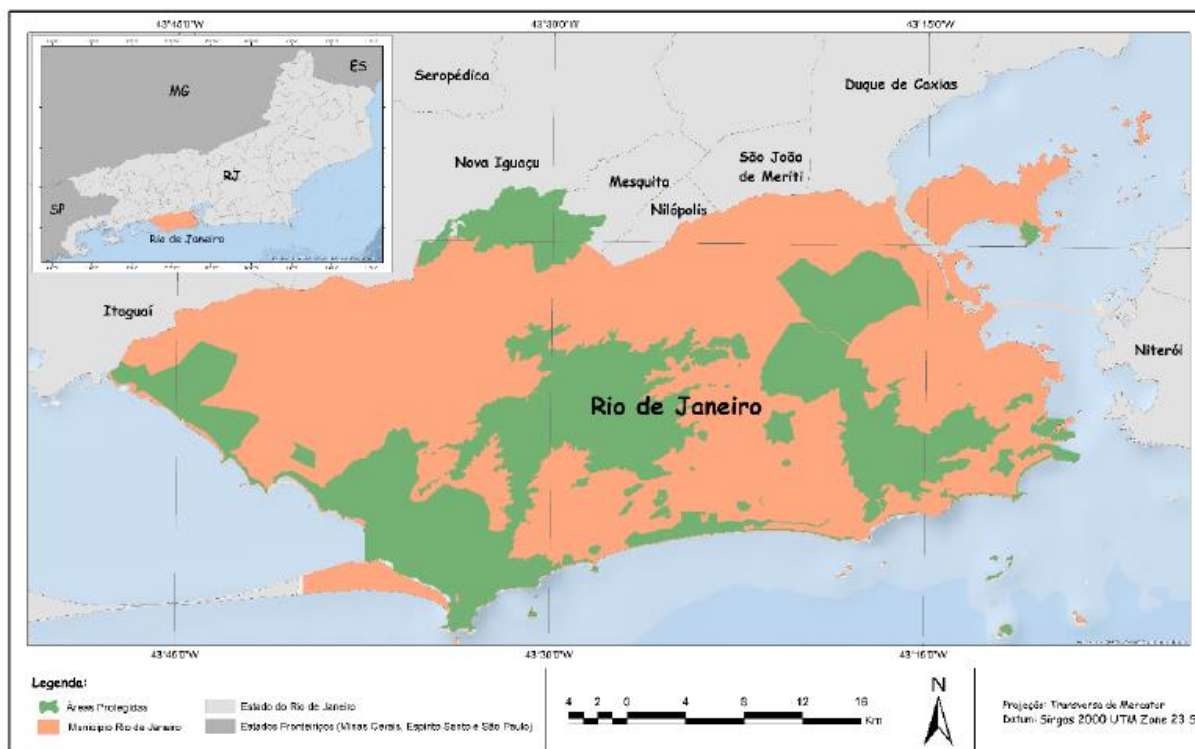 43°45'0"W 43°30'0"W 43°15'0"W
ES
MG
RJ
SP
Rio de Janeiro
Seropédica
Duque de Caxias
Nova Iguaçu
São João
de Meriti
Mesquita
Nilópolis
Itaguaí
Niterói
Rio de Janeiro
43°45'0"W 43°30'0"W 43°15'0"W
Legenda:
Áreas Protegidas
Município Rio de Janeiro
Estado do Rio de Janeiro
Estados Fronteiriços (Minas Gerais, Espírito Santo e São Paulo)
4 2 0 4 8 12 16
Km
N
Projeção: Transversa de Mercator
Datum: Sirgas 2000 UTM Zone 23 S